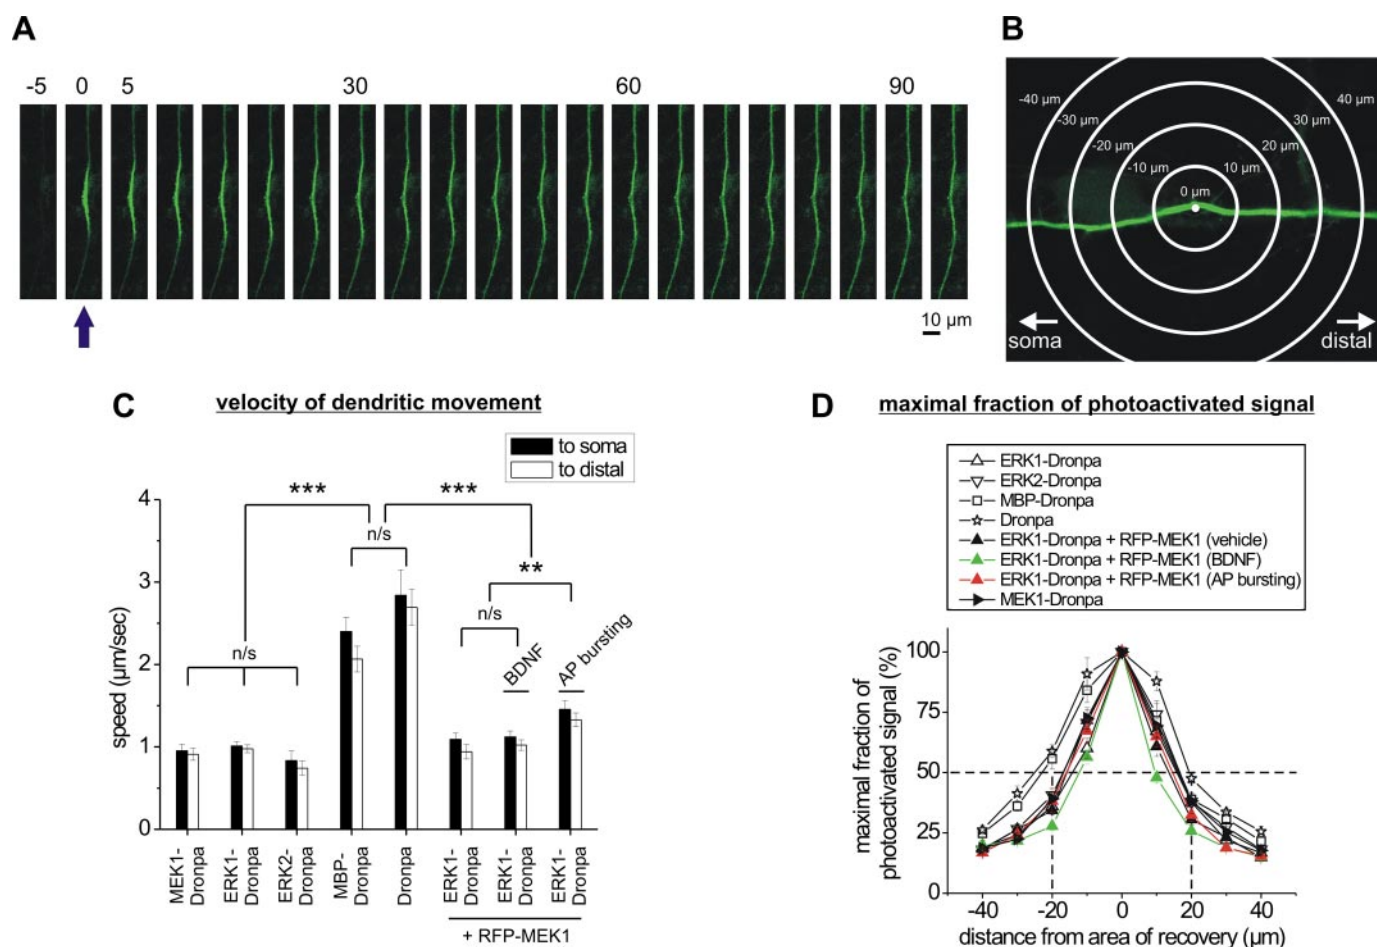 A
-5 0 5 30 60 90
10 µm
B
-40 µm 40 µm
-30 µm 30 µm
-20 µm 20 µm
-10 µm 10 µm
0 µm
soma distal
C velocity of dendritic movement
to soma
to distal
*** ***
n/s
**
n/s
n/s
BDNF
AP bursting
speed (µm/sec)
4
3
2
1
0
MEK1-Dronpa
ERK1-Dronpa
ERK2-Dronpa
MBP-Dronpa
Dronpa
ERK1-Dronpa
ERK1-Dronpa
ERK1-Dronpa
+ RFP-MEK1
D maximal fraction of photoactivated signal
ERK1-Dronpa
ERK2-Dronpa
MBP-Dronpa
Dronpa
ERK1-Dronpa + RFP-MEK1 (vehicle)
ERK1-Dronpa + RFP-MEK1 (BDNF)
ERK1-Dronpa + RFP-MEK1 (AP bursting)
MEK1-Dronpa
maximal fraction of
photoactivated signal (%)
100
75
50
25
0
-40 -20 0 20 40
distance from area of recovery (µm)